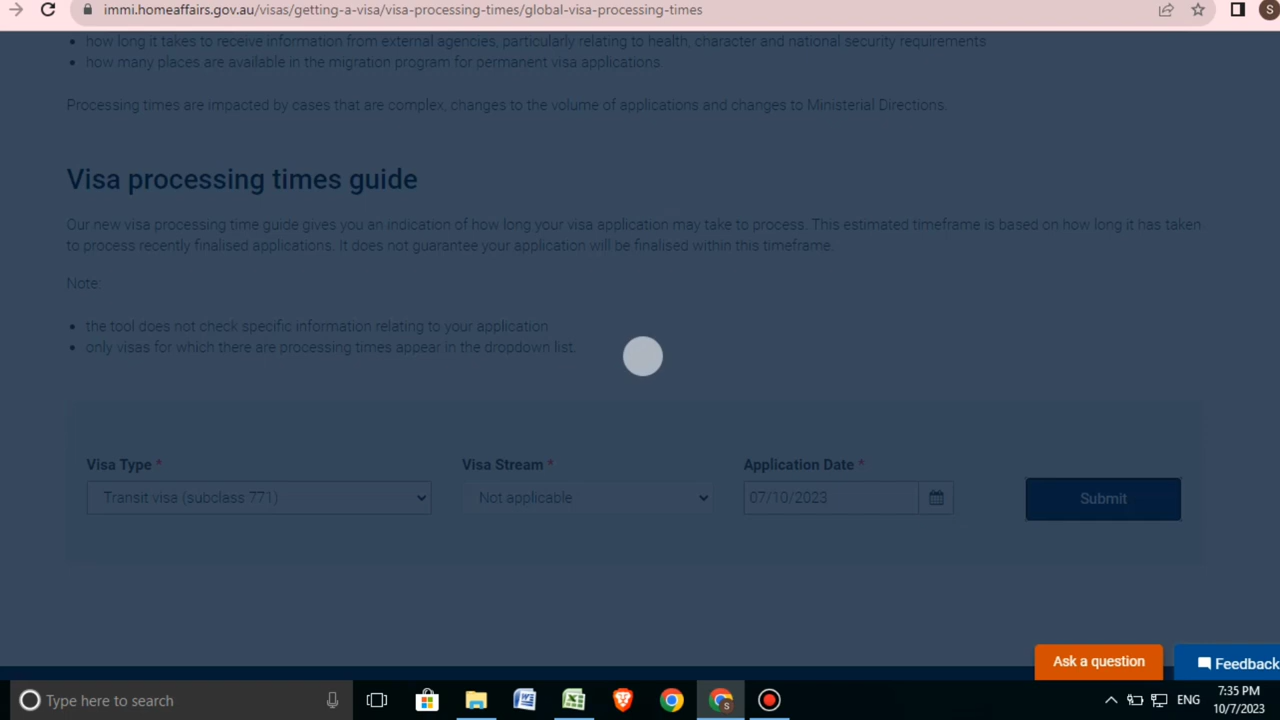 immi.homeaffairs.gov.au/visas/getting-a-visa/visa-processing-times/global-visa-processing-times
S
how long it takes to receive information from external agencies, particularly relating to health, character and national security requirements
how many places are available in the migration program for permanent visa applications.
Processing times are impacted by cases that are complex, changes to the volume of applications and changes to Ministerial Directions.
Visa processing times guide
Our new visa processing time guide gives you an indication of how long your visa application may take to process. This estimated timeframe is based on how long it has taken
to process recently finalised applications. It does not guarantee your application will be finalised within this timeframe.
Note:
the tool does not check specific information relating to your application
only visas for which there are processing times appear in the dropdown list.
Visa Type * Visa Stream * Application Date *
Transit visa (subclass 771) Not applicable 07/10/2023 Submit
Ask a question Feedback
Type here to search ENG 7:35 PM
10/7/2023